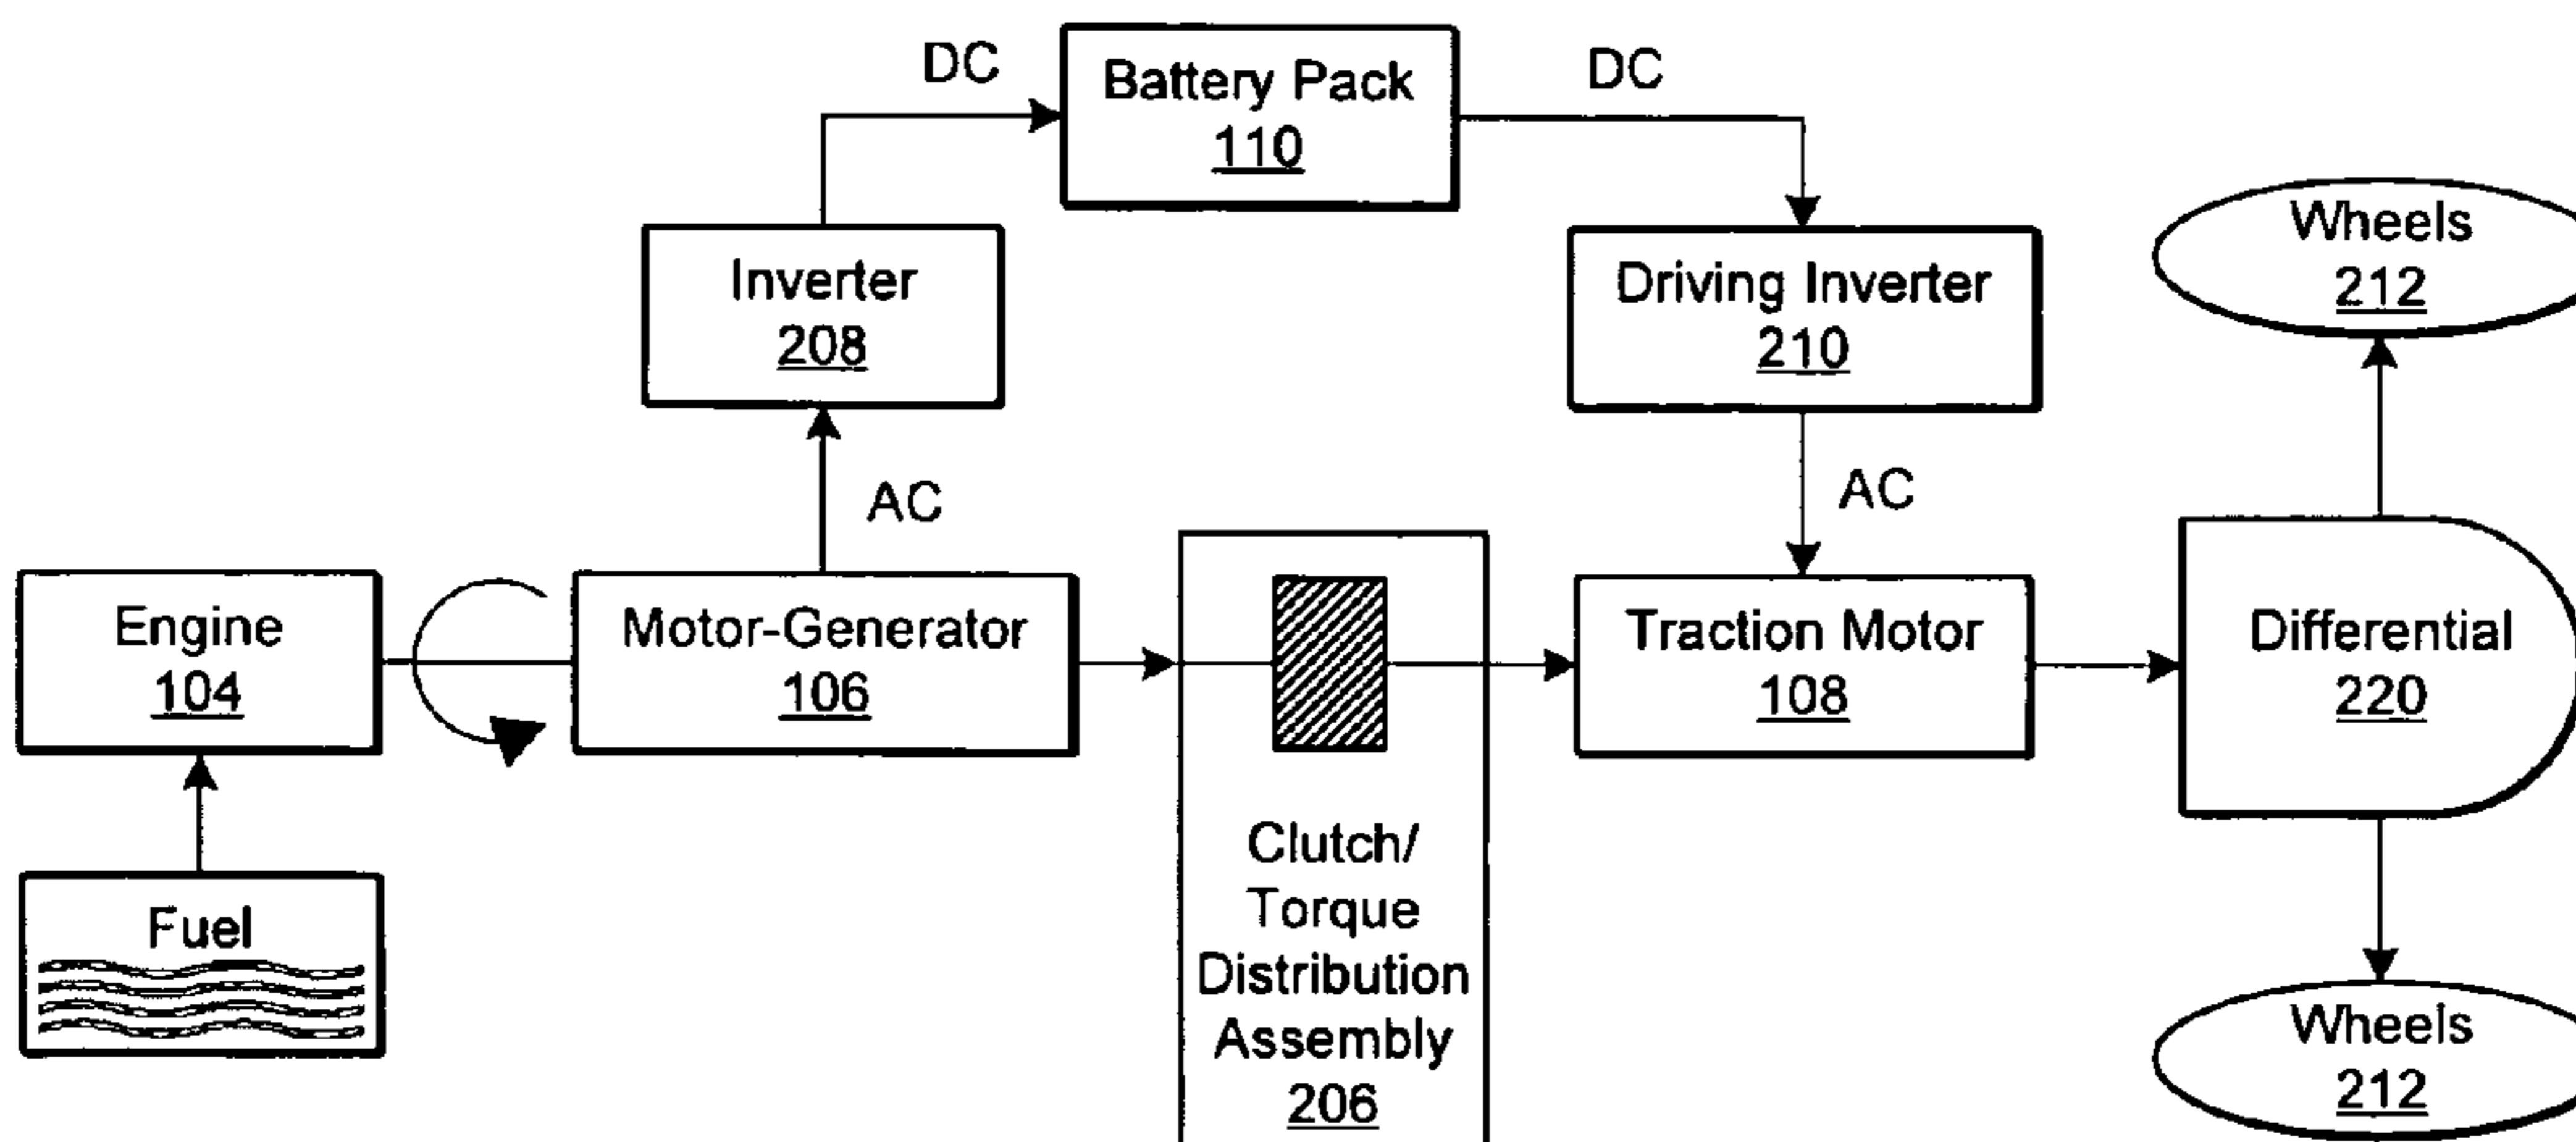 DC
Battery Pack
110
DC
Inverter
208
Driving Inverter
210
Wheels
212
AC
AC
Engine
104
Motor-Generator
106
Traction Motor
108
Differential
220
Fuel
Clutch/
Torque
Distribution
Assembly
206
Wheels
212